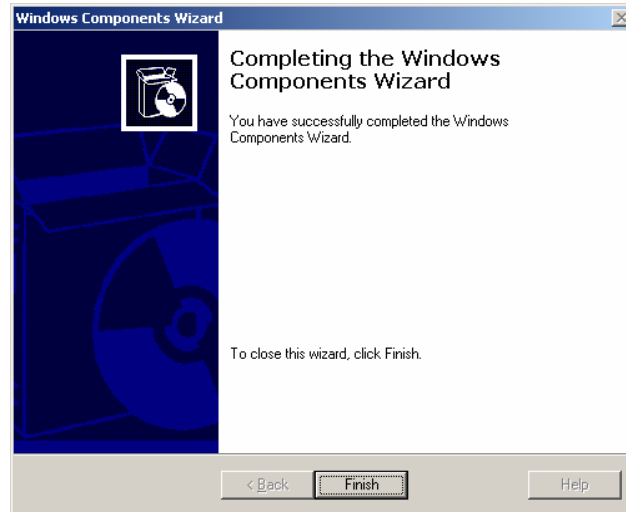 Windows Components Wizard
Completing the Windows
Components Wizard
You have successfully completed the Windows
Components Wizard.
To close this wizard, click Finish.
< Back
Finish
Help